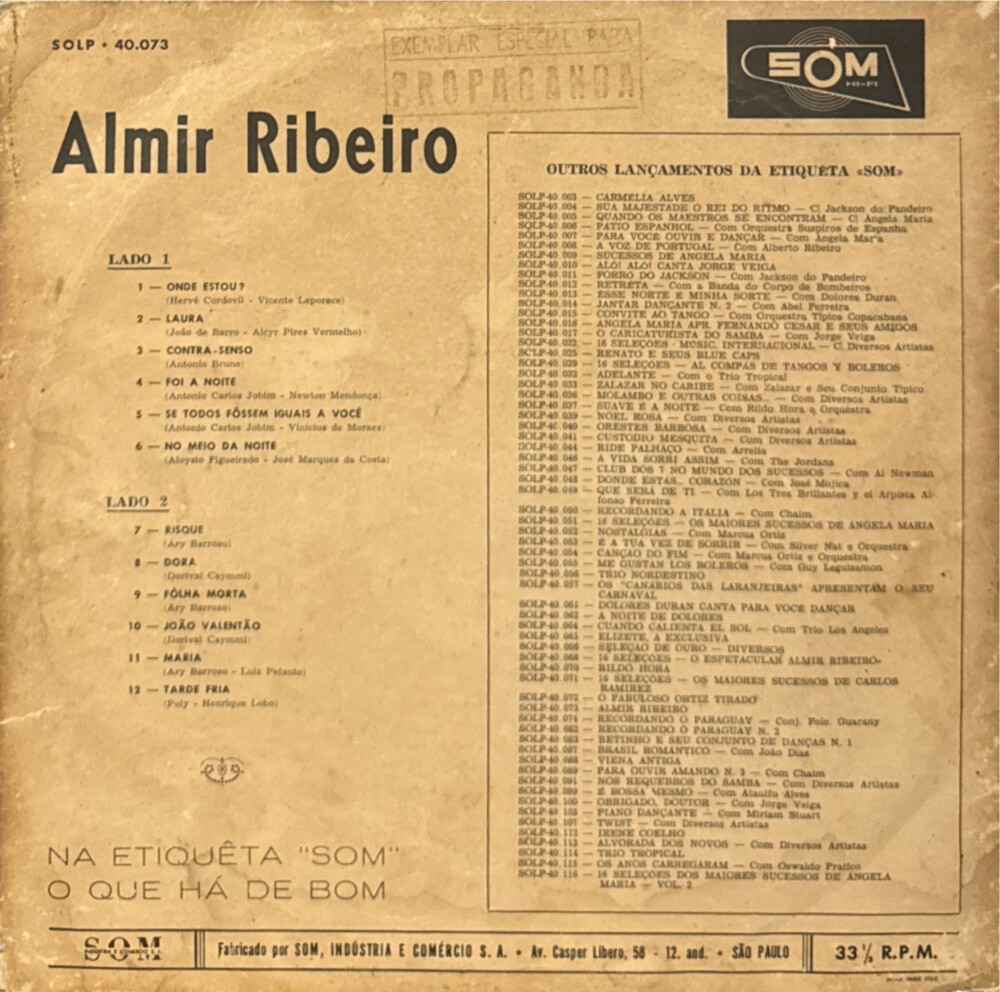 SOLP • 40.073
EXEMPLAR ESPECIAL PARA
PROPAGANDA
SÓM
HI-FI
Almir Ribeiro
LADO 1
1 — ONDE ESTOU?
(Hervé Cordovil - Vicente Leporace)
2 — LAURA
(João de Barro - Alcyr Pires Vermelho)
3 — CONTRA-SENSO
(Antonio Bruno)
4 — FOI A NOITE
(Antonio Carlos Jobim - Newton Mendonça)
5 — SE TODOS FÔSSEM IGUAIS A VOCÊ
(Antonio Carlos Jobim - Vinicius de Moraes)
6 — NO MEIO DA NOITE
(Aloysio Figueiredo - José Marques da Costa)
LADO 2
7 — RISQUE
(Ary Barroso)
8 — DORA
(Dorival Caymmi)
9 — FÔLHA MORTA
(Ary Barroso)
10 — JOÃO VALENTÃO
(Dorival Caymmi)
11 — MARIA
(Ary Barroso - Luiz Peixoto)
12 — TARDE FRIA
(Poly - Henrique Lobo)
NA ETIQUÊTA "SOM"
O QUE HÁ DE BOM
OUTROS LANÇAMENTOS DA ETIQUÊTA «SOM»
SOLP-40.003 — CARMELIA ALVES
SOLP-40.004 — SUA MAJESTADE O REI DO RITMO — C| Jackson do Pandeiro
SOLP-40.005 — QUANDO OS MAESTROS SE ENCONTRAM — C| Angela Maria
SOLP-40.006 — PATIO ESPANHOL — Com Orquestra Suspiros de Espanha
SOLP-40.007 — PARA VOCE OUVIR E DANÇAR — Com Angela Maria
SOLP-40.008 — A VOZ DE PORTUGAL — Com Alberto Ribeiro
SOLP-40.009 — SUCESSOS DE ANGELA MARIA
SOLP-40.010 — ALÔ! ALÔ! CANTA JORGE VEIGA
SOLP-40.011 — FORRÓ DO JACKSON — Com Jackson do Pandeiro
SOLP-40.012 — RETRETA — Com a Banda do Corpo de Bombeiros
SOLP-40.013 — ÊSSE NORTE É MINHA SORTE — Com Dolores Duran
SOLP-40.014 — JANTAR DANÇANTE N. 2 — Com Abel Ferreira
SOLP-40.015 — CONVITE AO TANGO — Com Orquestra Típica Copacabana
SOLP-40.016 — ANGELA MARIA APR. FERNANDO CESAR E SEUS AMIGOS
SOLP-40.017 — O CARICATURISTA DO SAMBA — Com Jorge Veiga
SOLP-40.022 — 16 SELEÇÕES - MUSIC. INTERNACIONAL — C| Diversos Artistas
SOLP-40.025 — RENATO E SEUS BLUE CAPS
SOLP-40.029 — 16 SELEÇÕES — AL COMPÁS DE TANGOS Y BOLEROS
SOLP-40.032 — ADELANTE — Com o Trio Tropical
SOLP-40.033 — ZALAZAR NO CARIBE — Com Zalazar e Seu Conjunto Tipico
SOLP-40.036 — MOLAMBO E OUTRAS COISAS... — Com Diversos Artistas
SOLP-40.037 — SUAVE É A NOITE — Com Rildo Hora e Orquestra
SOLP-40.039 — NOEL ROSA — Com Diversos Artistas
SOLP-40.040 — ORESTES BARBOSA — Com Diversos Artistas
SOLP-40.041 — CUSTODIO MESQUITA — Com Diversos Artistas
SOLP-40.044 — RIDE PALHAÇO — Com Arrelia
SOLP-40.046 — A VIDA SORRI ASSIM — Com The Jordans
SOLP-40.047 — CLUB DOS 7 NO MUNDO DOS SUCESSOS — Com Al Newman
SOLP-40.048 — DONDE ESTÁS... CORAZÓN — Com José Mojica
SOLP-40.049 — QUE SERÁ DE TI — Com Los Tres Brillantes y el Arpista Al-
fonso Ferreira
SOLP-40.050 — RECORDANDO A ITALIA — Com Chaim
SOLP-40.051 — 16 SELEÇÕES — OS MAIORES SUCESSOS DE ANGELA MARIA
SOLP-40.052 — NOSTALGIAS — Com Marcus Ortiz
SOLP-40.053 — É A TUA VEZ DE SORRIR — Com Silver Nat e Orquestra
SOLP-40.054 — CANÇÃO DO FIM — Com Marcus Ortiz e Orquestra
SOLP-40.055 — ME GUSTAN LOS BOLEROS — Com Guy Leguisamon
SOLP-40.056 — TRIO NORDESTINO
SOLP-40.057 — OS "CANÁRIOS DAS LARANJEIRAS" APRESENTAM O SEU
CARNAVAL
SOLP-40.061 — DOLORES DURAN CANTA PARA VOCE DANÇAR
SOLP-40.062 — A NOITE DE DOLORES
SOLP-40.064 — CUANDO CALIENTA EL SOL — Com Trio Los Angeles
SOLP-40.065 — ELIZETE, A EXCLUSIVA
SOLP-40.066 — SELEÇÃO DE OURO — DIVERSOS
SOLP-40.068 — 16 SELEÇÕES — O ESPETACULAR ALMIR RIBEIRO
SOLP-40.070 — RILDO HORA
SOLP-40.071 — 16 SELEÇÕES — OS MAIORES SUCESSOS DE CARLOS
RAMIREZ
SOLP-40.072 — O FABULOSO ORTIZ TIRADO
SOLP-40.073 — ALMIR RIBEIRO
SOLP-40.074 — RECORDANDO O PARAGUAY — Conj. Folc. Guarany
SOLP-40.082 — RECORDANDO O PARAGUAY N. 2
SOLP-40.083 — BETINHO E SEU CONJUNTO DE DANÇAS N. 1
SOLP-40.087 — BRASIL ROMANTICO — Com João Dias
SOLP-40.088 — VIENA ANTIGA
SOLP-40.089 — PARA OUVIR AMANDO N. 3 — Com Chaim
SOLP-40.091 — NOS REQUEBROS DO SAMBA — Com Diversos Artistas
SOLP-40.099 — É BOSSA MESMO — Com Ataulfo Alves
SOLP-40.100 — OBRIGADO, DOUTOR — Com Jorge Veiga
SOLP-40.103 — PIANO DANÇANTE — Com Miriam Stuart
SOLP-40.107 — TWIST — Com Diversos Artistas
SOLP-40.112 — IRENE COELHO
SOLP-40.113 — ALVORADA DOS NOVOS — Com Diversos Artistas
SOLP-40.114 — TRIO TROPICAL
SOLP-40.115 — OS ANOS CARREGARAM — Com Oswaldo Pratico
SOLP-40.116 — 16 SELEÇÕES DOS MAIORES SUCESSOS DE ANGELA
MARIA — VOL. 2
SOM
Fabricado por SOM, INDÚSTRIA E COMÉRCIO S. A. • Av. Casper Líbero, 58 - 12. and. • SÃO PAULO
33 ⅓ R.P.M.